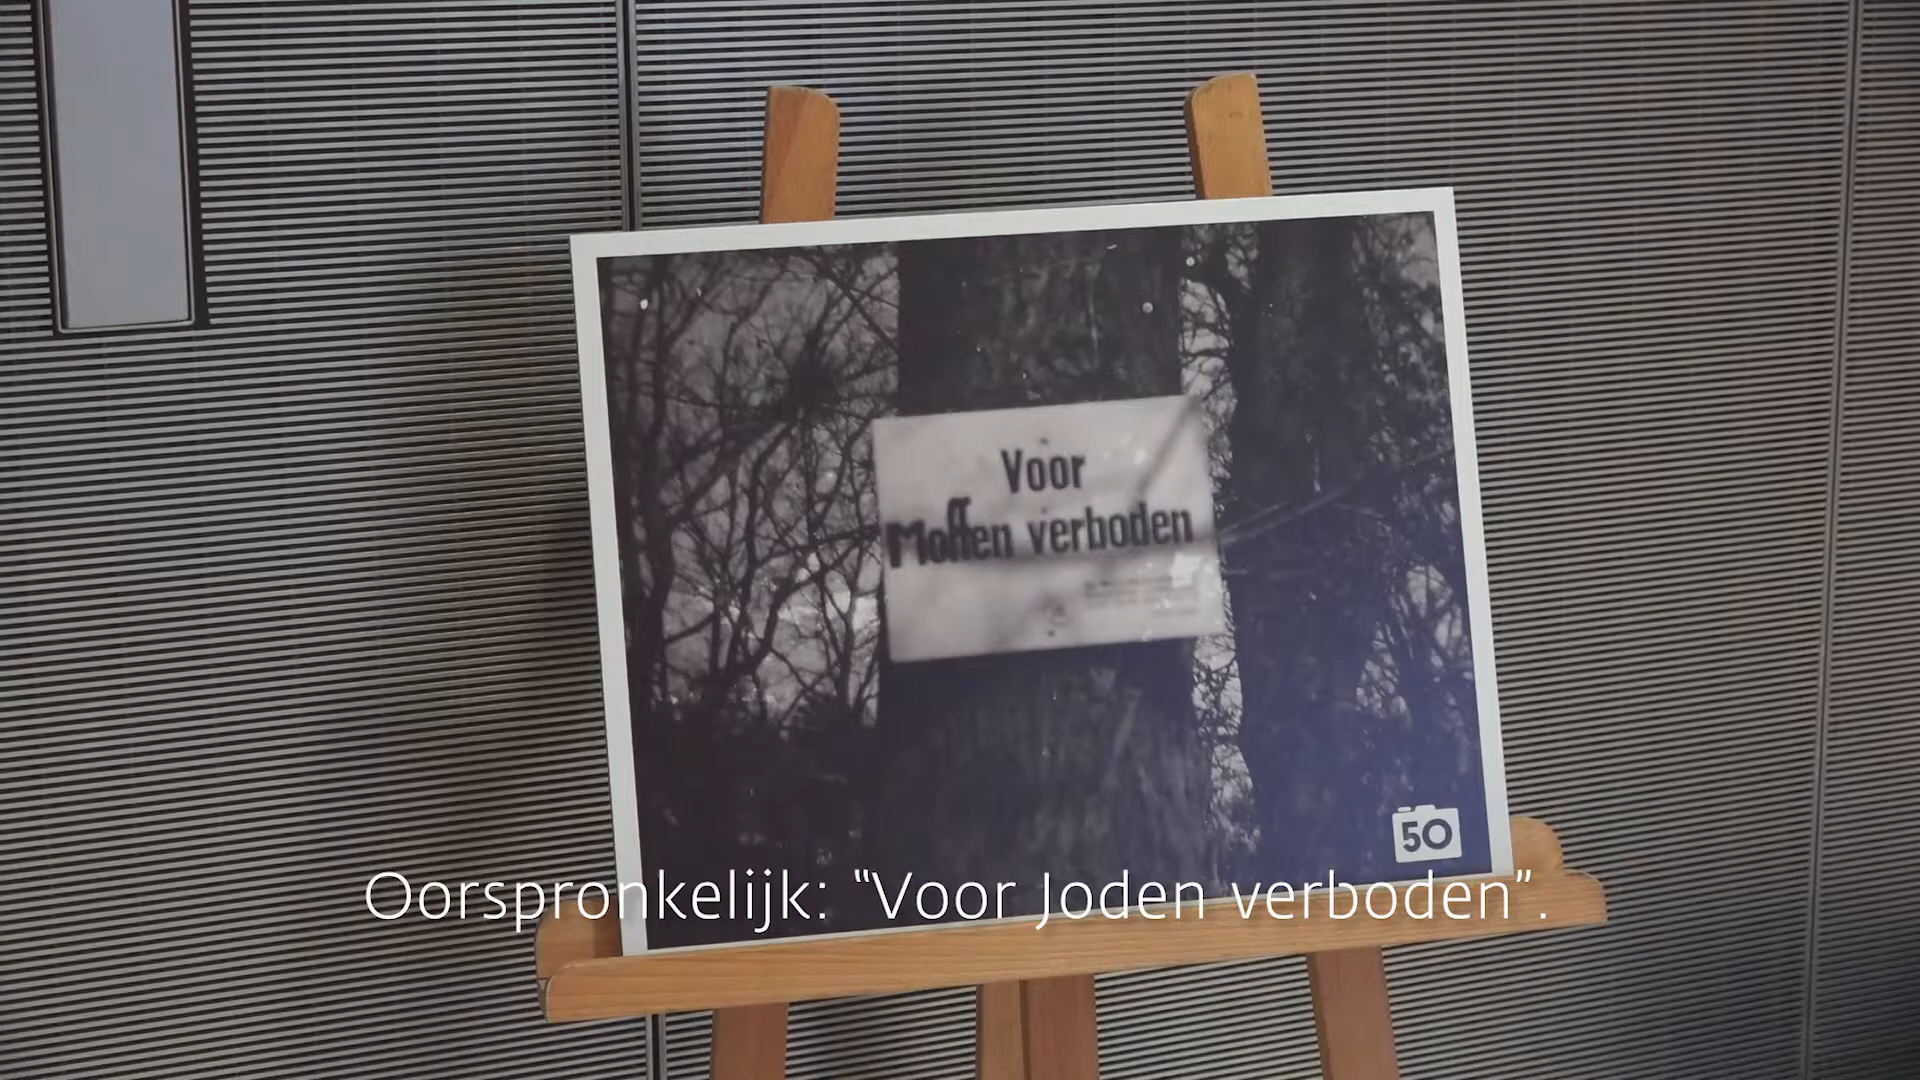 Voor
Moffen verboden
50
Oorspronkelijk: “Voor Joden verboden”.